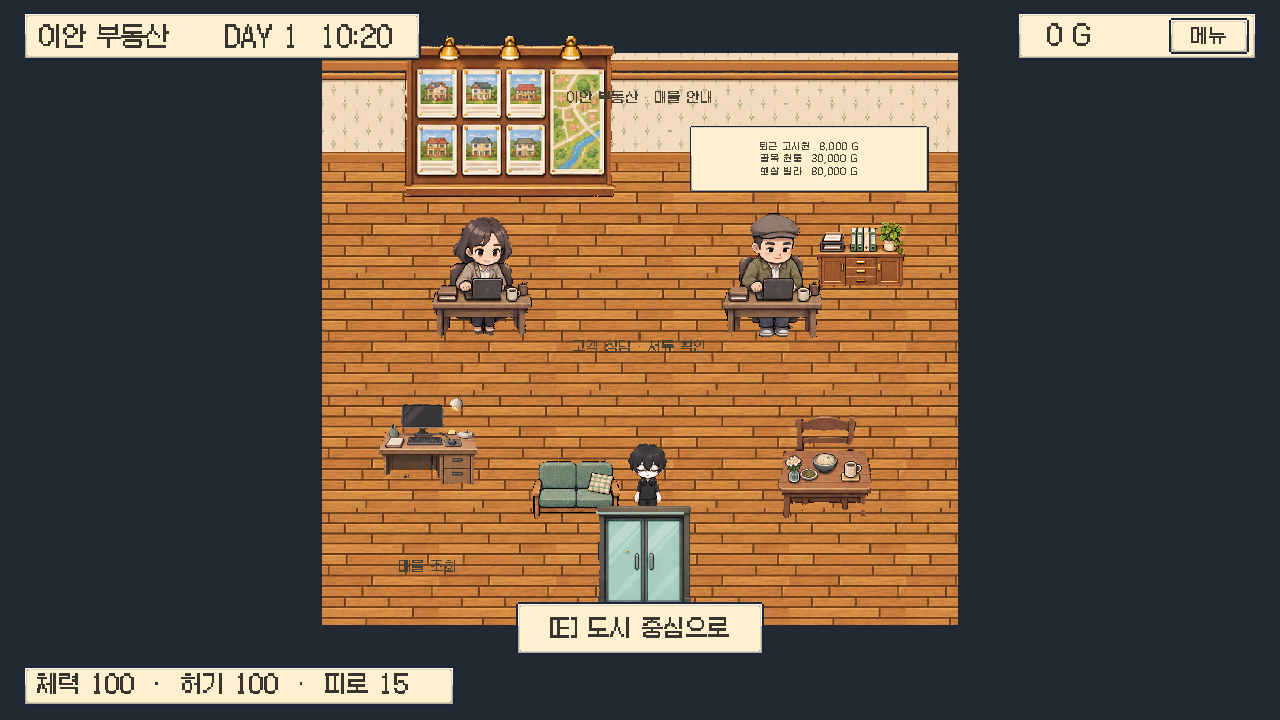 이안 부동산 DAY 1 10:20
0 G
메뉴
이안 부동산 · 매물 안내
퇴근 고시원 8,000 G
골목 원룸 30,000 G
햇살 빌라 80,000 G
고객 상담 · 서류 확인
매물 조회
[E] 도시 중심으로
체력 100 · 허기 100 · 피로 15